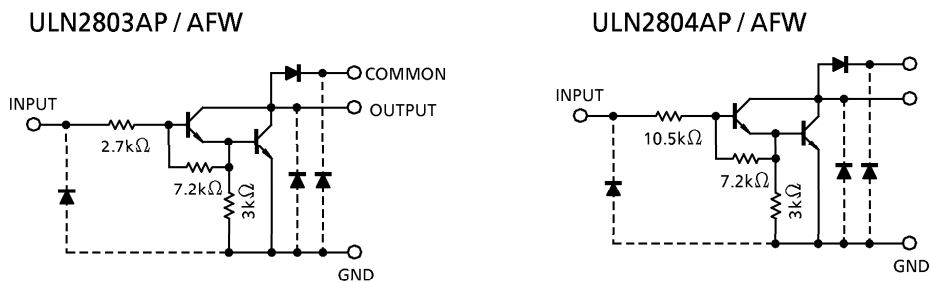 ULN2803AP / AFW
COMMON
OUTPUT
INPUT
2.7kΩ
7.2kΩ
3kΩ
GND
ULN2804AP / AFW
INPUT
10.5kΩ
7.2kΩ
3kΩ
GND